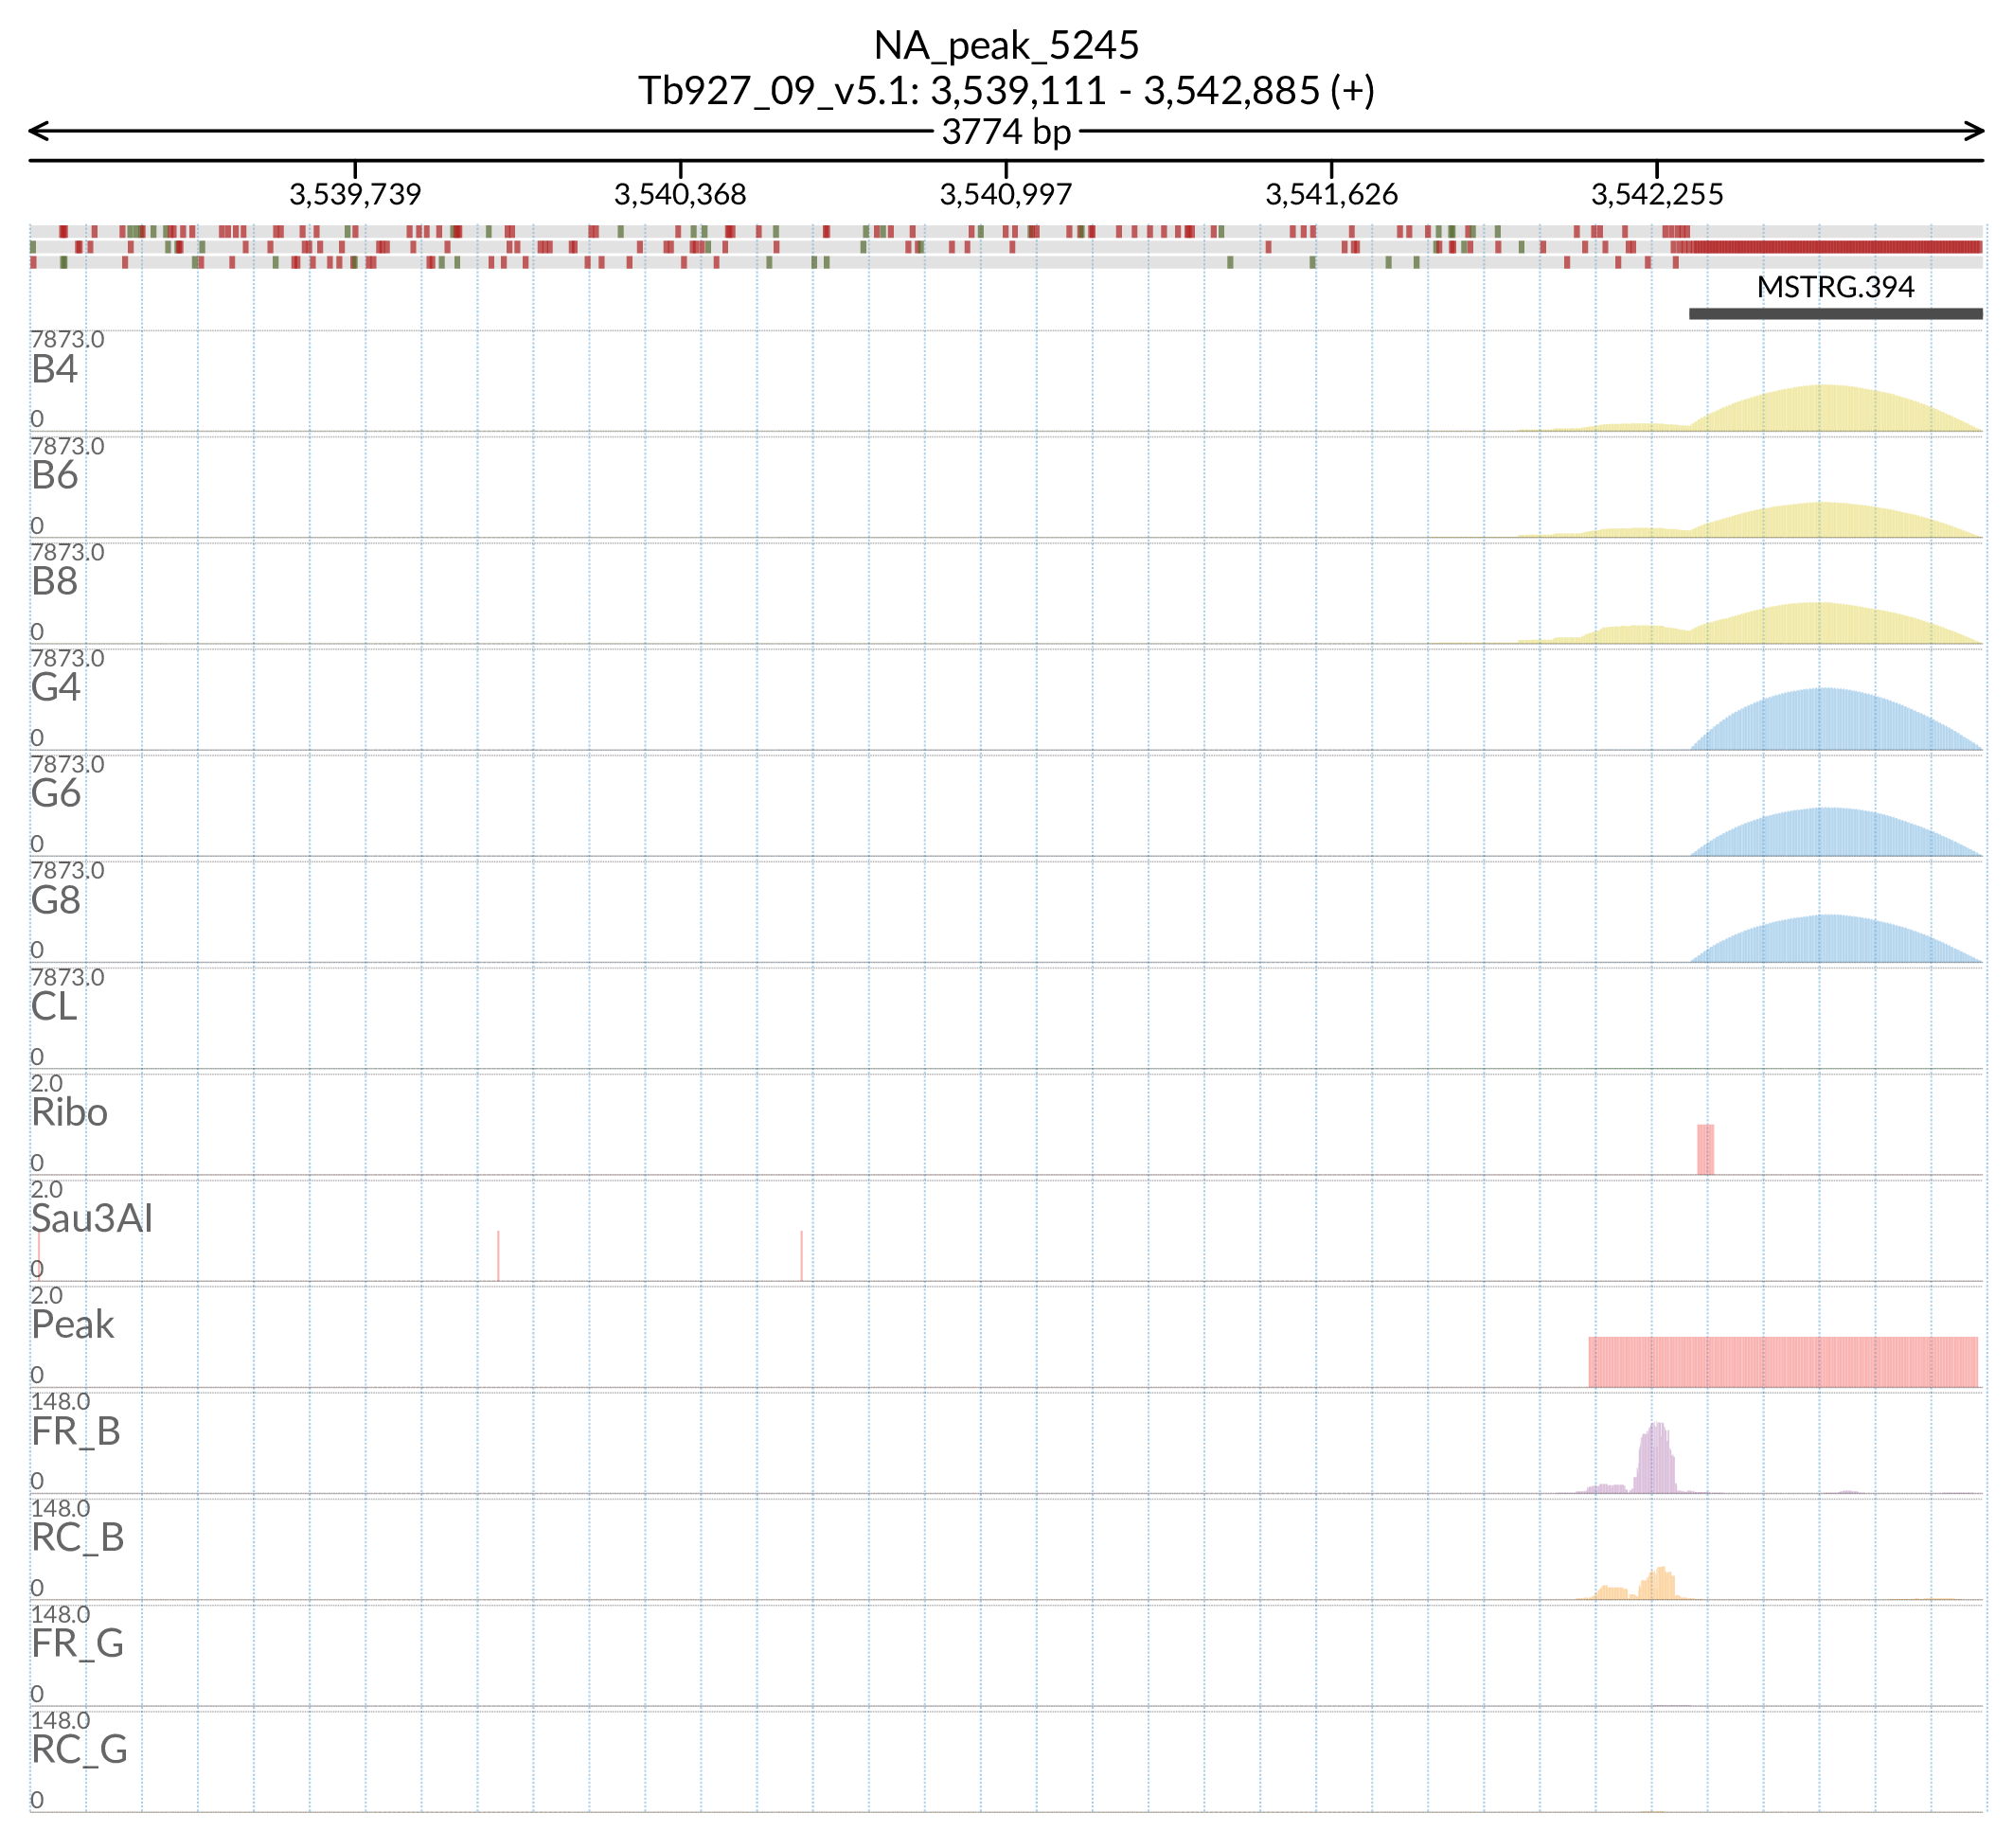 NA_peak_5245
Tb927_09_v5.1: 3,539,111 - 3,542,885 (+)
3774 bp
3,539,739 3,540,368 3,540,997 3,541,626 3,542,255
MSTRG.394
7873.0
B4
0
7873.0
B6
0
7873.0
B8
0
7873.0
G4
0
7873.0
G6
0
7873.0
G8
0
7873.0
CL
0
2.0
Ribo
0
2.0
Sau3AI
0
2.0
Peak
0
148.0
FR_B
0
148.0
RC_B
0
148.0
FR_G
0
148.0
RC_G
0